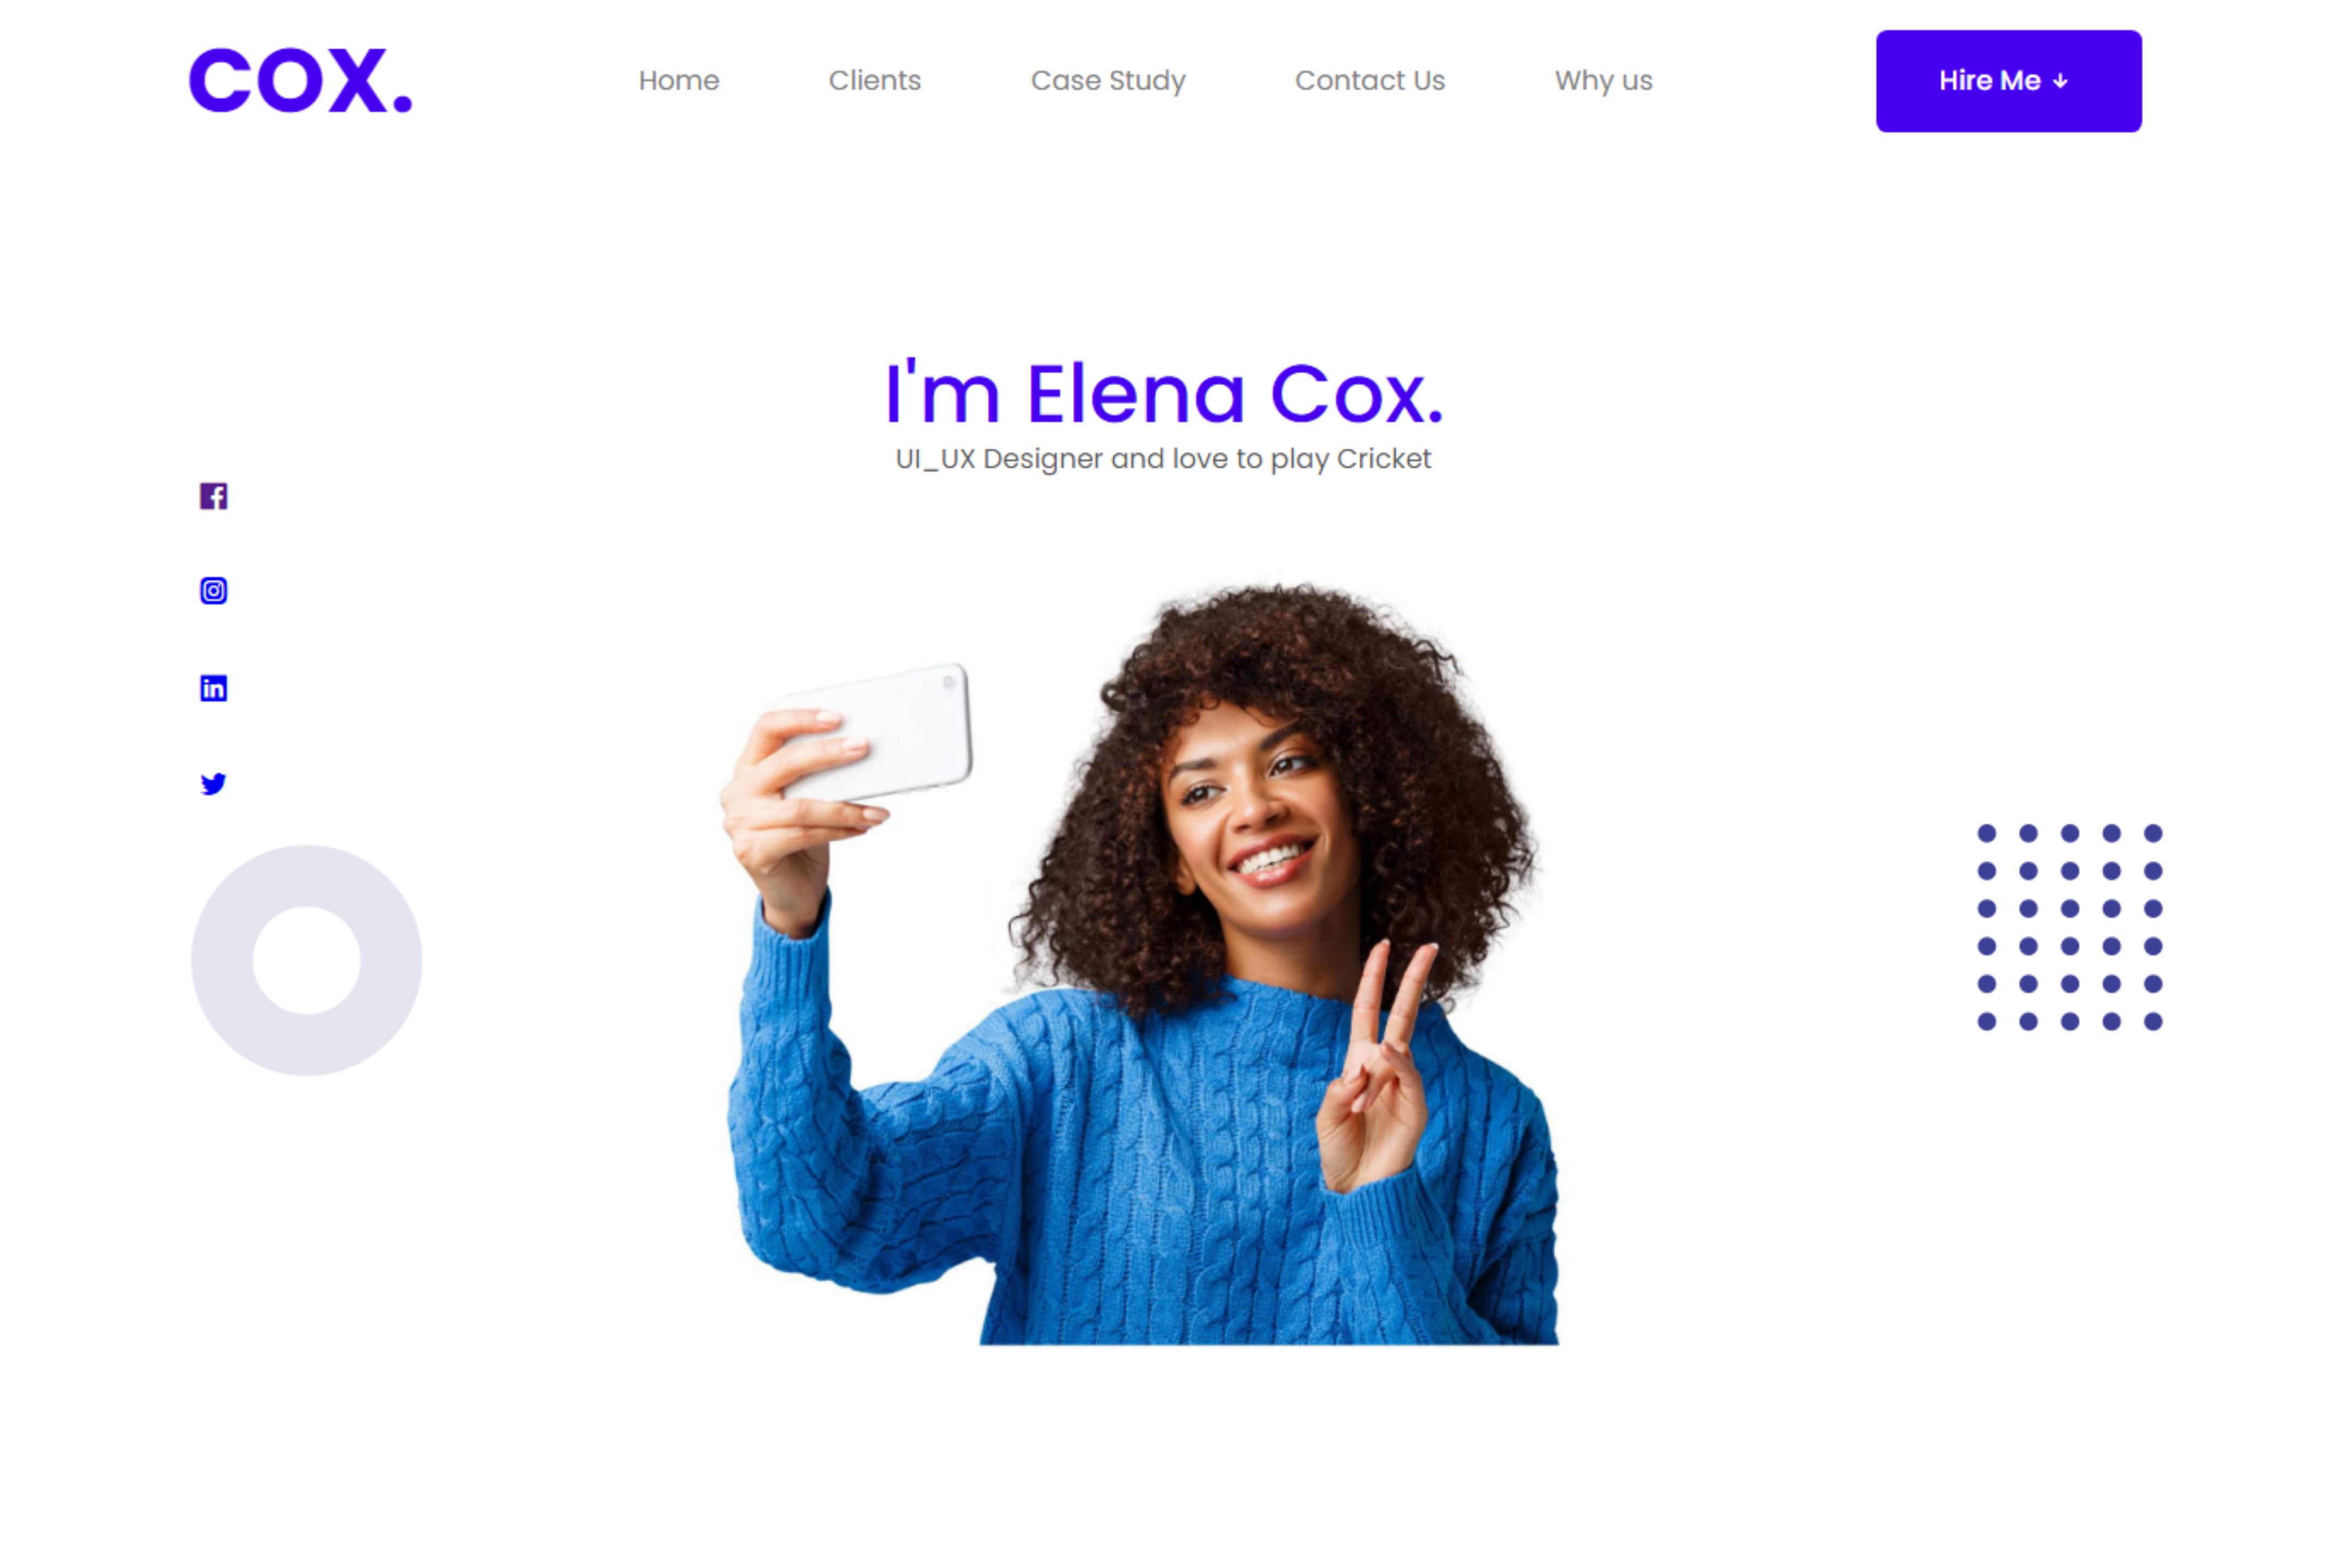 COX.
Home Clients Case Study Contact Us Why us
Hire Me ↓
I'm Elena Cox.
UI_UX Designer and love to play Cricket